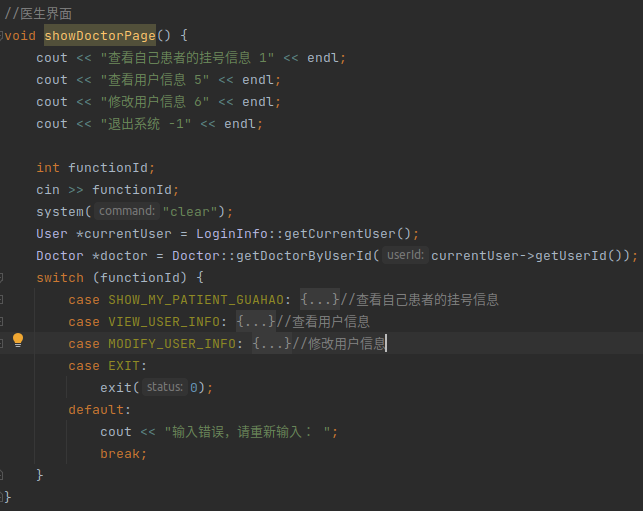 //医生界面
void showDoctorPage() {
cout << "查看自己患者的挂号信息 1" << endl;
cout << "查看用户信息 5" << endl;
cout << "修改用户信息 6" << endl;
cout << "退出系统 -1" << endl;
int functionId;
cin >> functionId;
system( command: "clear");
User *currentUser = LoginInfo::getCurrentUser();
Doctor *doctor = Doctor::getDoctorByUserId( userId: currentUser->getUserId());
switch (functionId) {
case SHOW_MY_PATIENT_GUAHAO: {...}//查看自己患者的挂号信息
case VIEW_USER_INFO: {...}//查看用户信息
case MODIFY_USER_INFO: {...}//修改用户信息
case EXIT:
exit( status: 0);
default:
cout << "输入错误,请重新输入: ";
break;
}
}